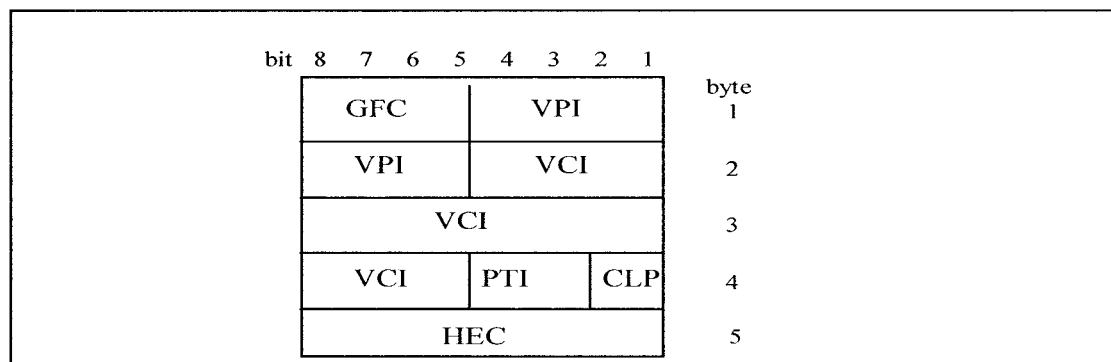 bit 8 7 6 5 4 3 2 1
byte
GFC VPI 1
VPI VCI 2
VCI 3
VCI PTI CLP 4
HEC 5